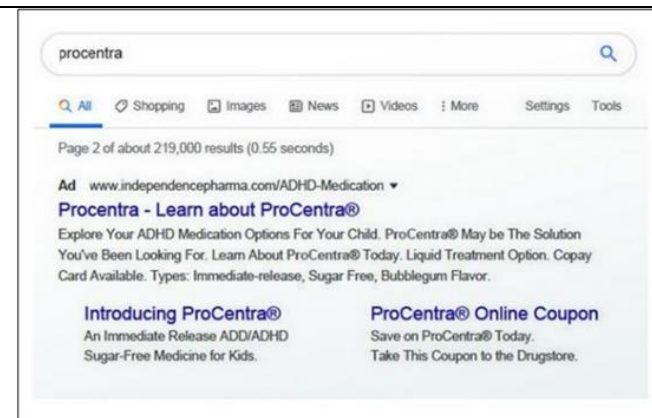 procentra
All Shopping Images News Videos More Settings Tools
Page 2 of about 219,000 results (0.55 seconds)
Ad www.independencepharma.com/ADHD-Medication
Procentra - Learn about ProCentra®
Explore Your ADHD Medication Options For Your Child. ProCentra® May be The Solution
You've Been Looking For. Learn About ProCentra® Today. Liquid Treatment Option. Copay
Card Available. Types: Immediate-release, Sugar Free, Bubblegum Flavor.
Introducing ProCentra®
An Immediate Release ADD/ADHD
Sugar-Free Medicine for Kids.
ProCentra® Online Coupon
Save on ProCentra® Today.
Take This Coupon to the Drugstore.